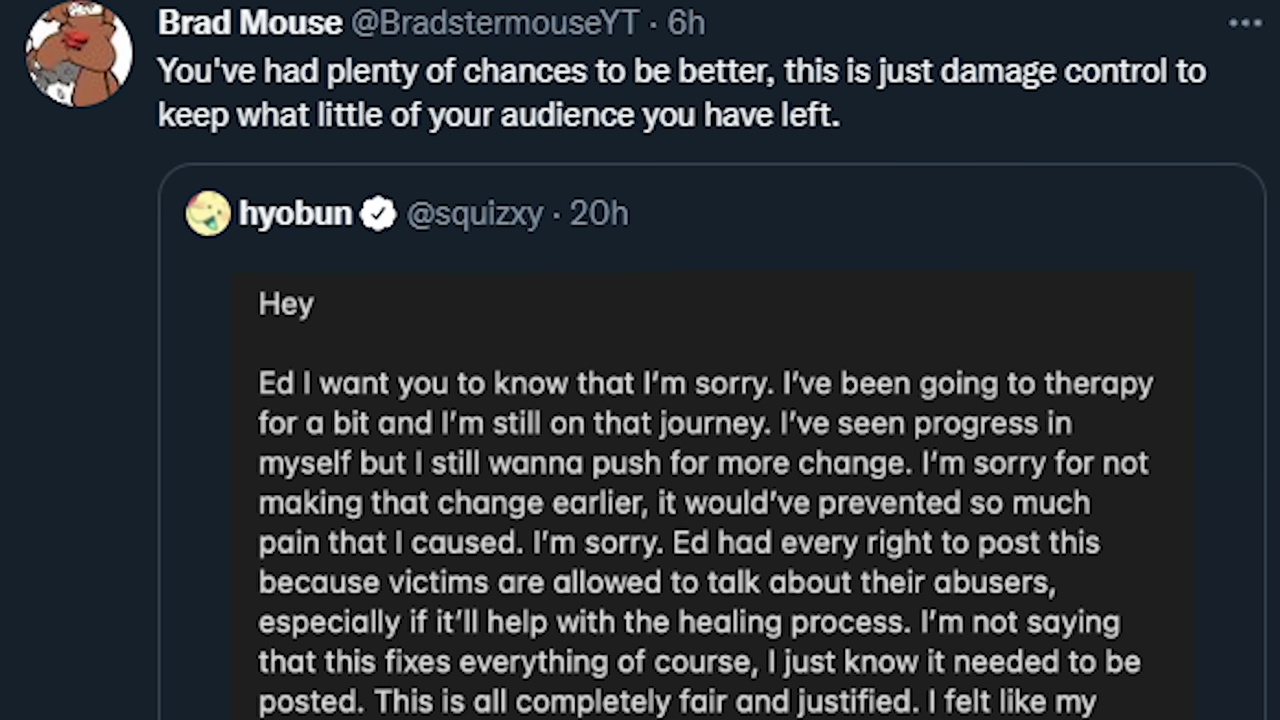 Brad Mouse @BradstermouseYT · 6h
You've had plenty of chances to be better, this is just damage control to
keep what little of your audience you have left.
hyobun @squizxy · 20h
Hey
Ed I want you to know that I'm sorry. I've been going to therapy
for a bit and I'm still on that journey. I've seen progress in
myself but I still wanna push for more change. I'm sorry for not
making that change earlier, it would've prevented so much
pain that I caused. I'm sorry. Ed had every right to post this
because victims are allowed to talk about their abusers,
especially if it'll help with the healing process. I'm not saying
that this fixes everything of course, I just know it needed to be
posted. This is all completely fair and justified. I felt like my